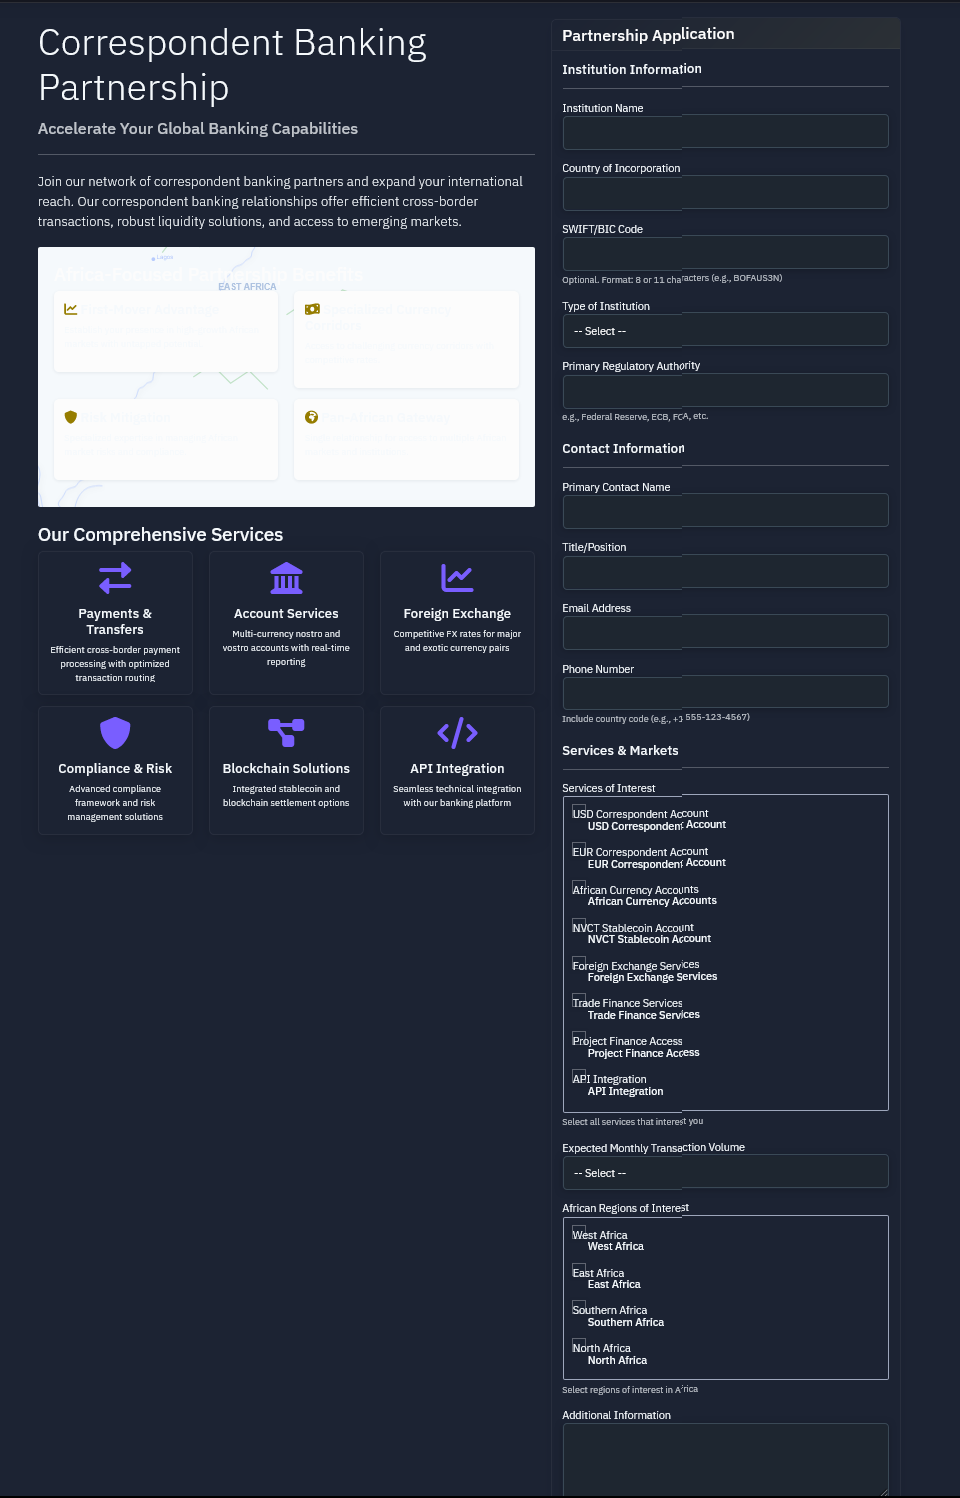 Correspondent Banking
Partnership
Accelerate Your Global Banking Capabilities
Join our network of correspondent banking partners and expand your international
reach. Our correspondent banking relationships offer efficient cross-border
transactions, robust liquidity solutions, and access to emerging markets.
Africa-Focused Partnership Benefits
Lagos
EAST AFRICA
Our Comprehensive Services
Payments &
Transfers
Efficient cross-border payment
processing with optimized
transaction routing
Account Services
Multi-currency nostro and
vostro accounts with real-time
reporting
Foreign Exchange
Competitive FX rates for major
and exotic currency pairs
Compliance & Risk
Advanced compliance
framework and risk
management solutions
Blockchain Solutions
Integrated stablecoin and
blockchain settlement options
API Integration
Seamless technical integration
with our banking platform
Partnership Application
Institution Information
Institution Name
Country of Incorporation
SWIFT/BIC Code
Optional. Format: 8 or 11 characters (e.g., BOFAUS3N)
Type of Institution
-- Select --
Primary Regulatory Authority
e.g., Federal Reserve, ECB, FCA, etc.
Contact Information
Primary Contact Name
Title/Position
Email Address
Phone Number
Include country code (e.g., +1 555-123-4567)
Services & Markets
Services of Interest
USD Correspondent Account
USD Correspondent Account
EUR Correspondent Account
EUR Correspondent Account
African Currency Accounts
African Currency Accounts
NVCT Stablecoin Account
NVCT Stablecoin Account
Foreign Exchange Services
Foreign Exchange Services
Trade Finance Services
Trade Finance Services
Project Finance Access
Project Finance Access
API Integration
API Integration
Select all services that interest you
Expected Monthly Transaction Volume
-- Select --
African Regions of Interest
West Africa
West Africa
East Africa
East Africa
Southern Africa
Southern Africa
North Africa
North Africa
Select regions of interest in Africa
Additional Information